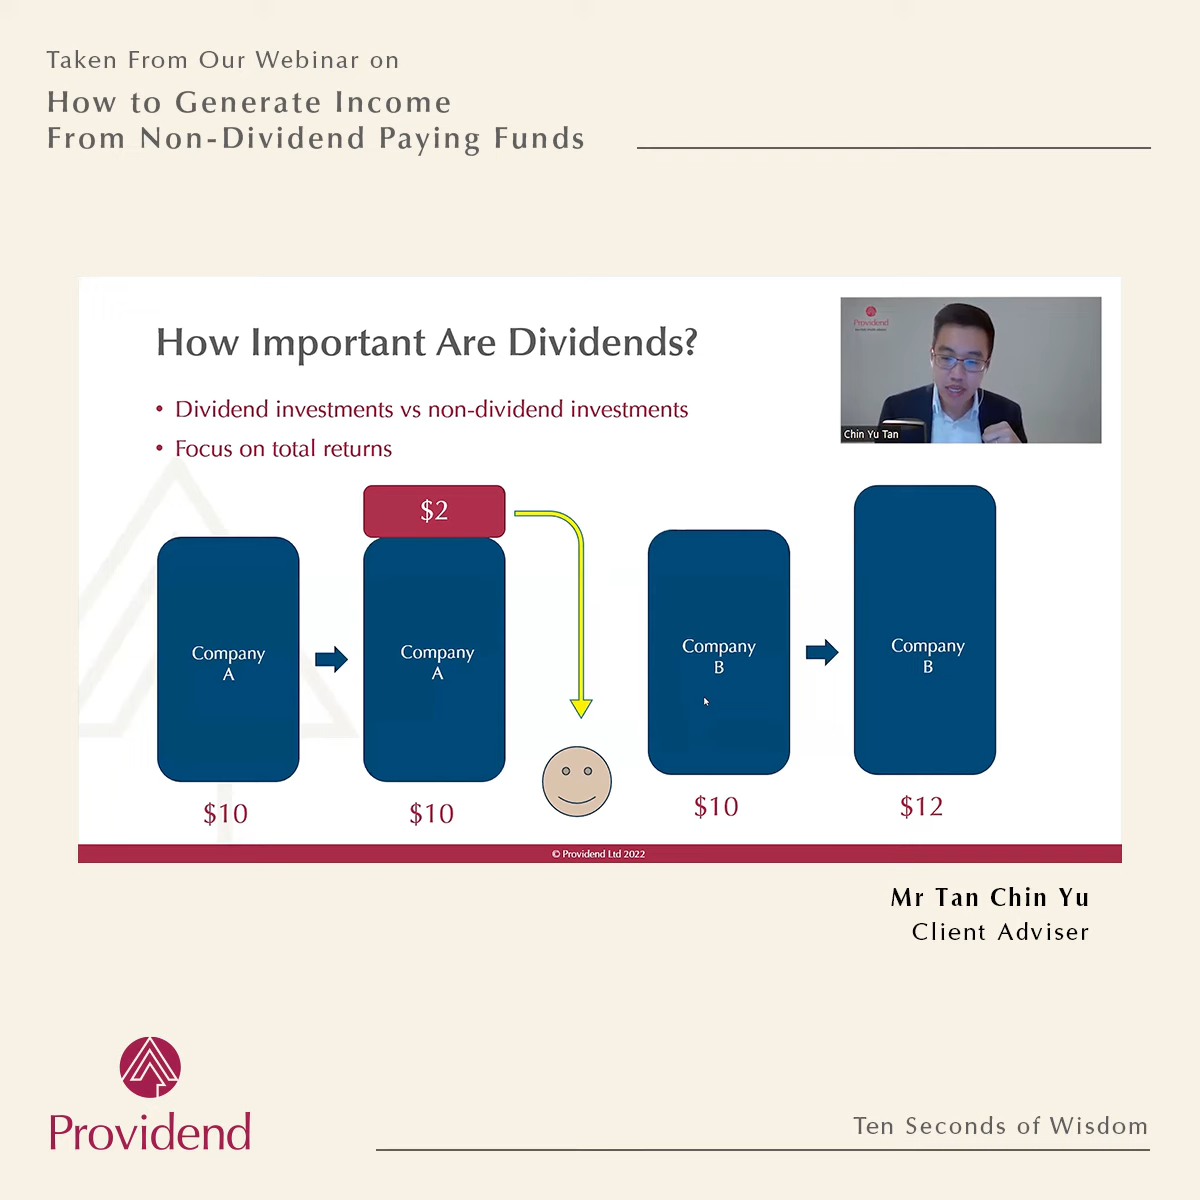 Taken From Our Webinar on
How to Generate Income
From Non-Dividend Paying Funds
How Important Are Dividends?
• Dividend investments vs non-dividend investments
• Focus on total returns
Providend
Chin Yu Tan
$2
Company
A
Company
A
Company
B
Company
B
$10
$10
$10
$12
© Providend Ltd 2022
Mr Tan Chin Yu
Client Adviser
Providend
Ten Seconds of Wisdom